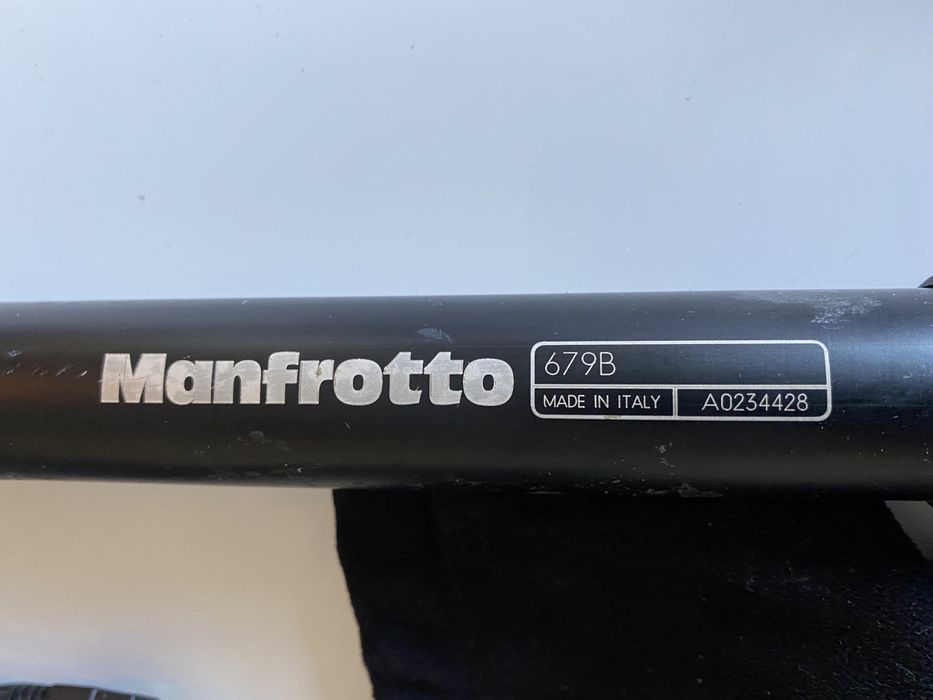 Manfrotto
679B
MADE IN ITALY
A0234428